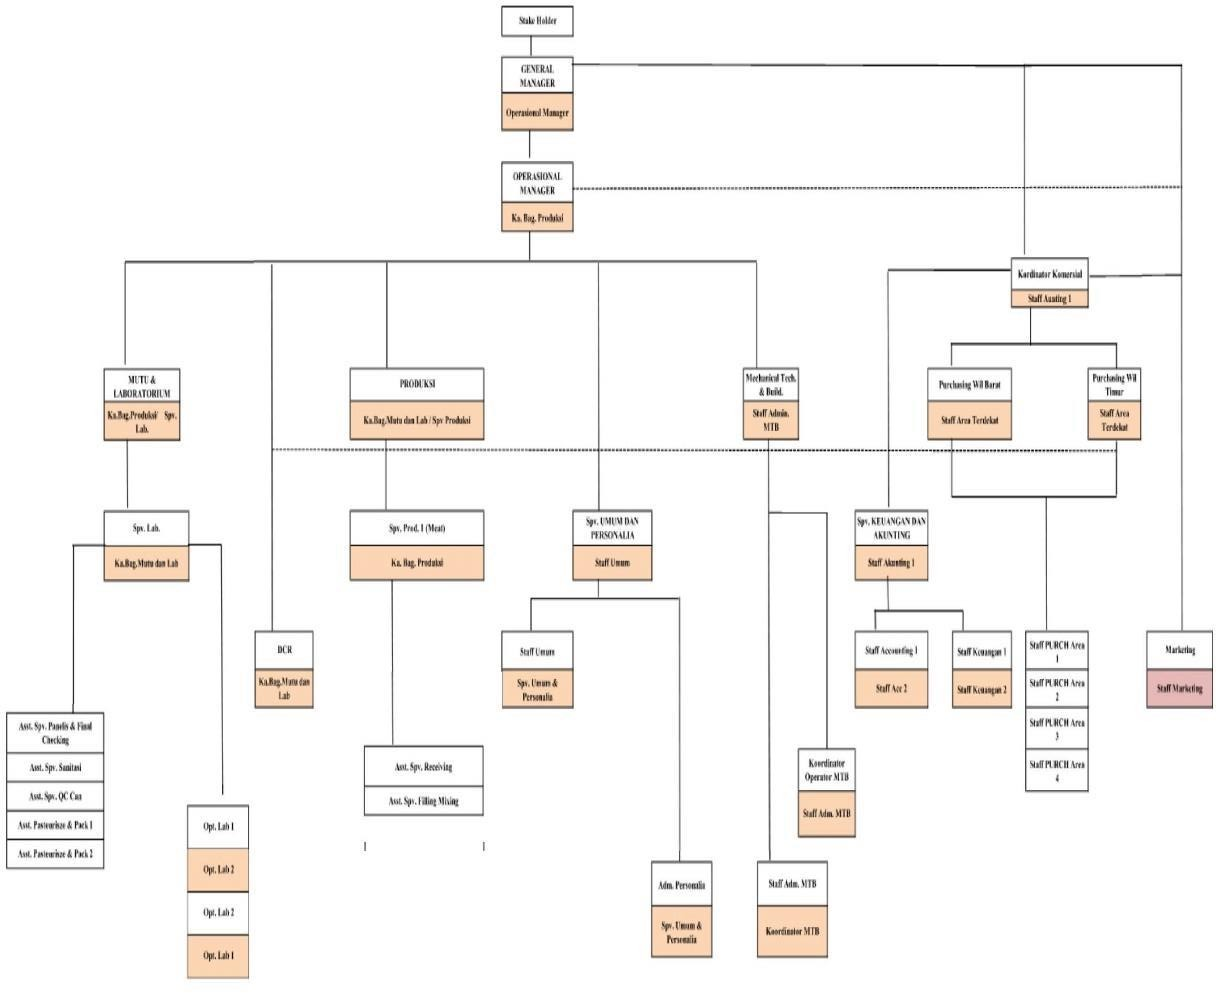 Stake Holder
GENERAL
MANAGER
Operasional Manager
OPERASIONAL
MANAGER
Ka. Bag. Produksi
Kordinator Komersial
Staff Auating 1
MUTU &
LABORATORIUM
Ka.Bag.Produksi/ Spv.
Lab.
PRODUKSI
Ka.Bag.Mutu dan Lab / Spv Produksi
Mechanical Tech.
& Build.
Staff Admin.
MTB
Purchasing Wil Barat
Staff Area Terdekat
Purchasing Wil
Timur
Staff Area
Terdekat
Spv. Lab.
Ka.Bag.Mutu dan Lab
Spv. Prod. I (Meat)
Ka. Bag. Produksi
Spv. UMUM DAN
PERSONALIA
Staff Umum
Spv. KEUANGAN DAN
AKUNTING
Staff Akunting 1
DCR
Ka.Bag.Mutu dan
Lab
Staff Umum
Spv. Umum &
Personalia
Staff Accounting 1
Staff Acc 2
Staff Keuangan 1
Staff Keuangan 2
Staff PURCH Area
1
Staff PURCH Area
2
Staff PURCH Area
3
Staff PURCH Area
4
Marketing
Staff Marketing
Asst. Spv. Panelis & Final
Checking
Asst. Spv. Sanitasi
Asst. Spv. QC Can
Asst. Pasteurisze & Pack 1
Asst. Pasteurisze & Pack 2
Asst. Spv. Receiving
Asst. Spv. Filling Mixing
Koordinator
Operator MTB
Staff Adm. MTB
Opt. Lab 1
Opt. Lab 2
Opt. Lab 2
Opt. Lab 1
Adm. Personalia
Spv. Umum &
Personalia
Staff Adm. MTB
Koordinator MTB